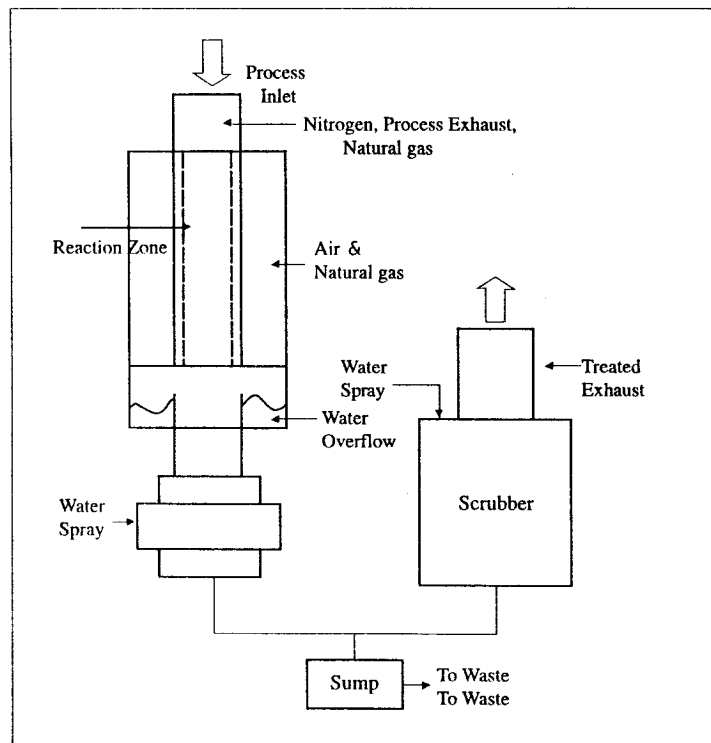 Process
Inlet
Nitrogen, Process Exhaust,
Natural gas
Reaction Zone
Air &
Natural gas
Water
Spray
Treated
Exhaust
Water
Overflow
Scrubber
Water
Spray
Sump
To Waste
To Waste